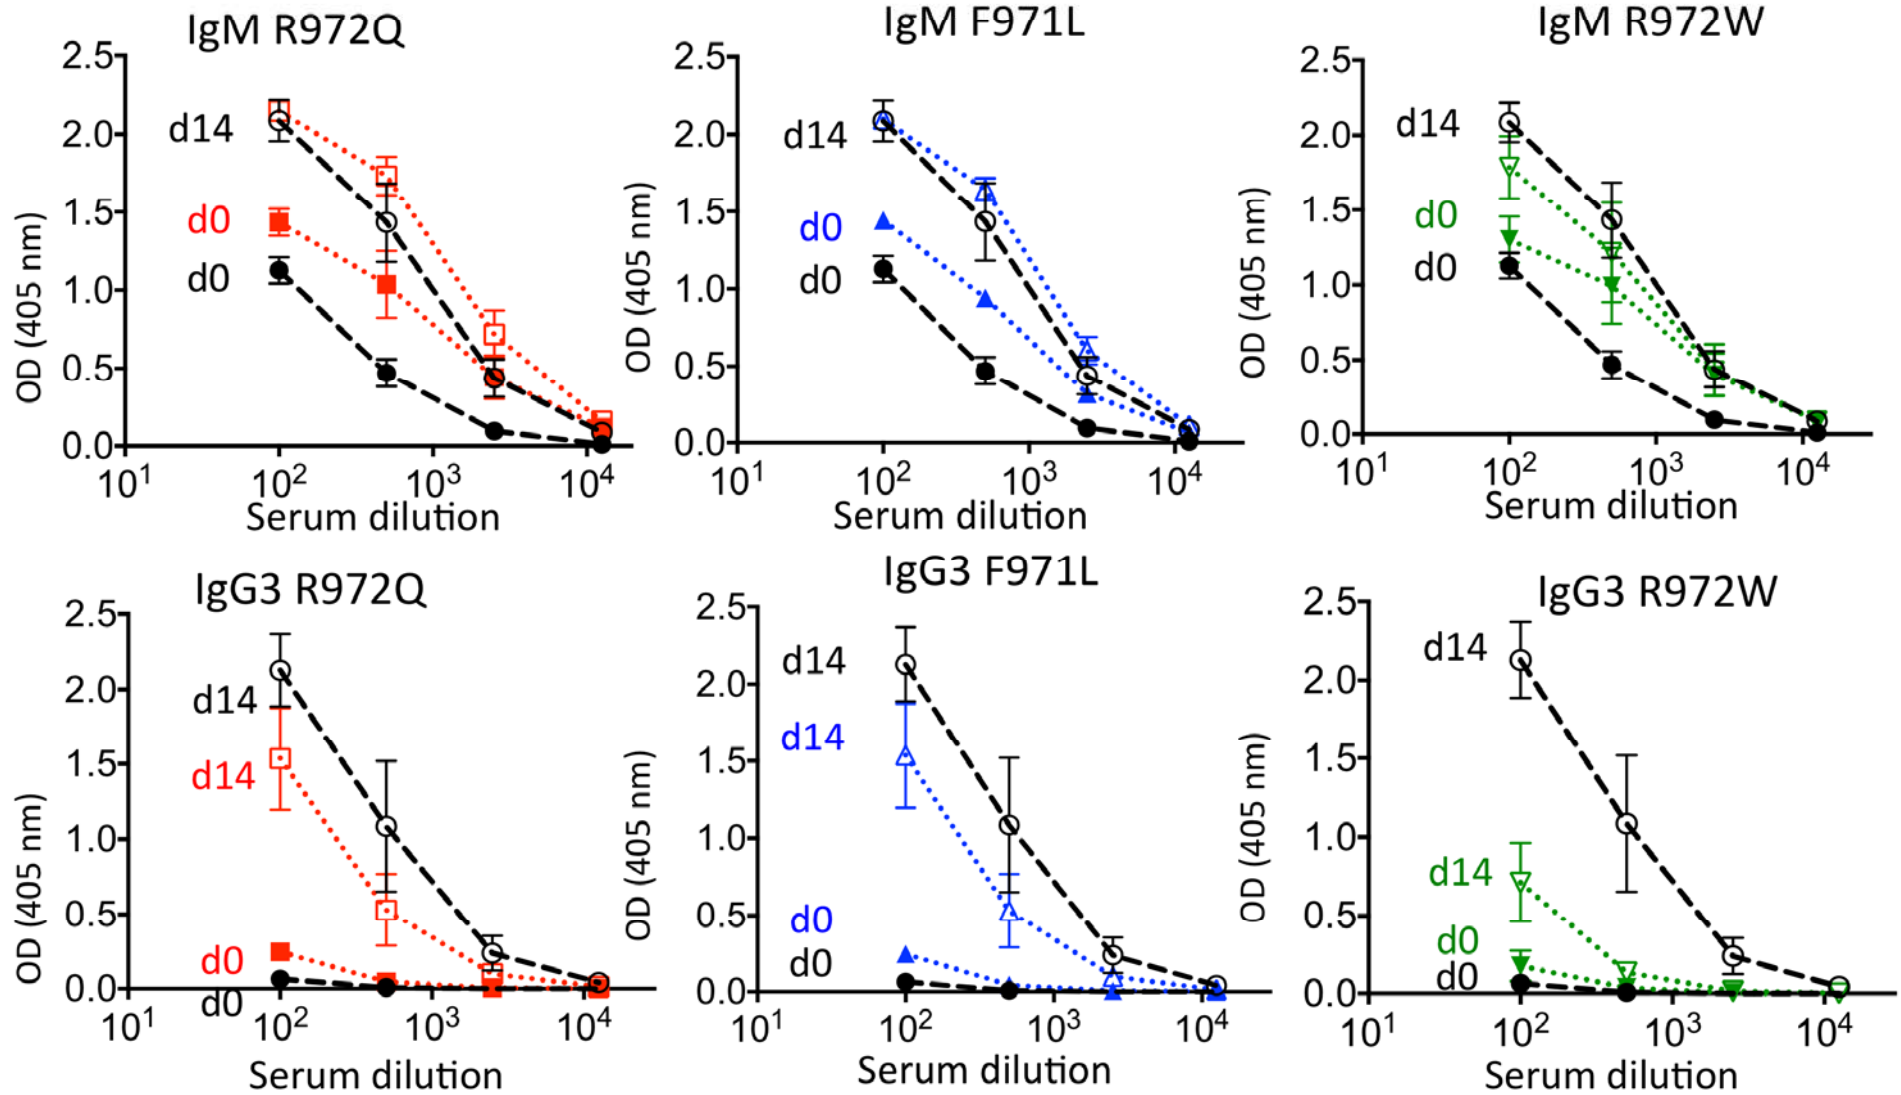 IgM R972Q
2.5
2.0
1.5
1.0
0.5
0.0
OD (405 nm)
d14
d0
d0
10¹ 10² 10³ 10⁴
Serum dilution
IgM F971L
2.5
2.0
1.5
1.0
0.5
0.0
OD (405 nm)
d14
d0
d0
10¹ 10² 10³ 10⁴
Serum dilution
IgM R972W
2.5
2.0
1.5
1.0
0.5
0.0
OD (405 nm)
d14
d0
d0
10¹ 10² 10³ 10⁴
Serum dilution
IgG3 R972Q
2.5
2.0
1.5
1.0
0.5
0.0
OD (405 nm)
d14
d14
d0
d0
10¹ 10² 10³ 10⁴
Serum dilution
IgG3 F971L
2.5
2.0
1.5
1.0
0.5
0.0
OD (405 nm)
d14
d14
d0
d0
10¹ 10² 10³ 10⁴
Serum dilution
IgG3 R972W
2.5
2.0
1.5
1.0
0.5
0.0
OD (405 nm)
d14
d14
d0
d0
10¹ 10² 10³ 10⁴
Serum dilution